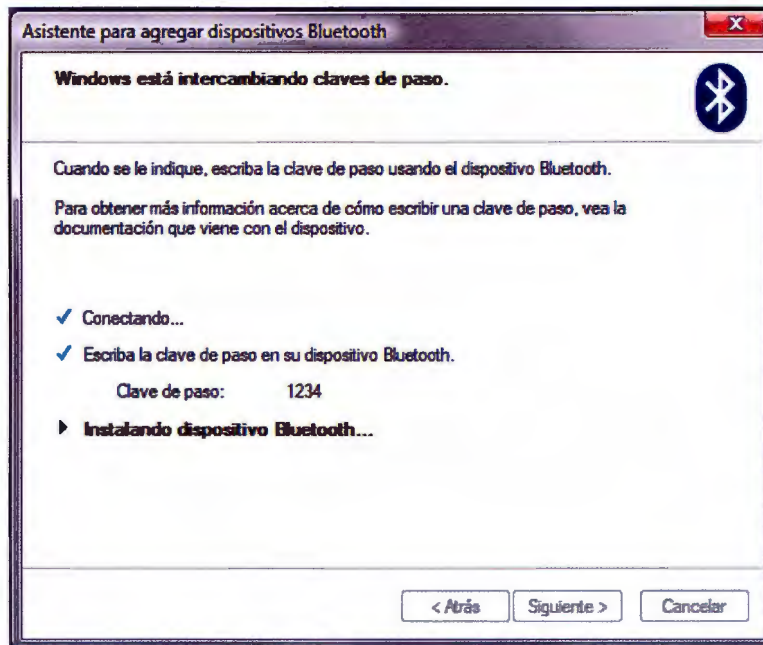 Asistente para agregar dispositivos Bluetooth
Windows está intercambiando claves de paso.
Cuando se le indique, escriba la clave de paso usando el dispositivo Bluetooth.
Para obtener más información acerca de cómo escribir una clave de paso, vea la
documentación que viene con el dispositivo.
Conectando...
Escriba la clave de paso en su dispositivo Bluetooth.
Clave de paso: 1234
Instalando dispositivo Bluetooth...
< Atrás Siguiente > Cancelar